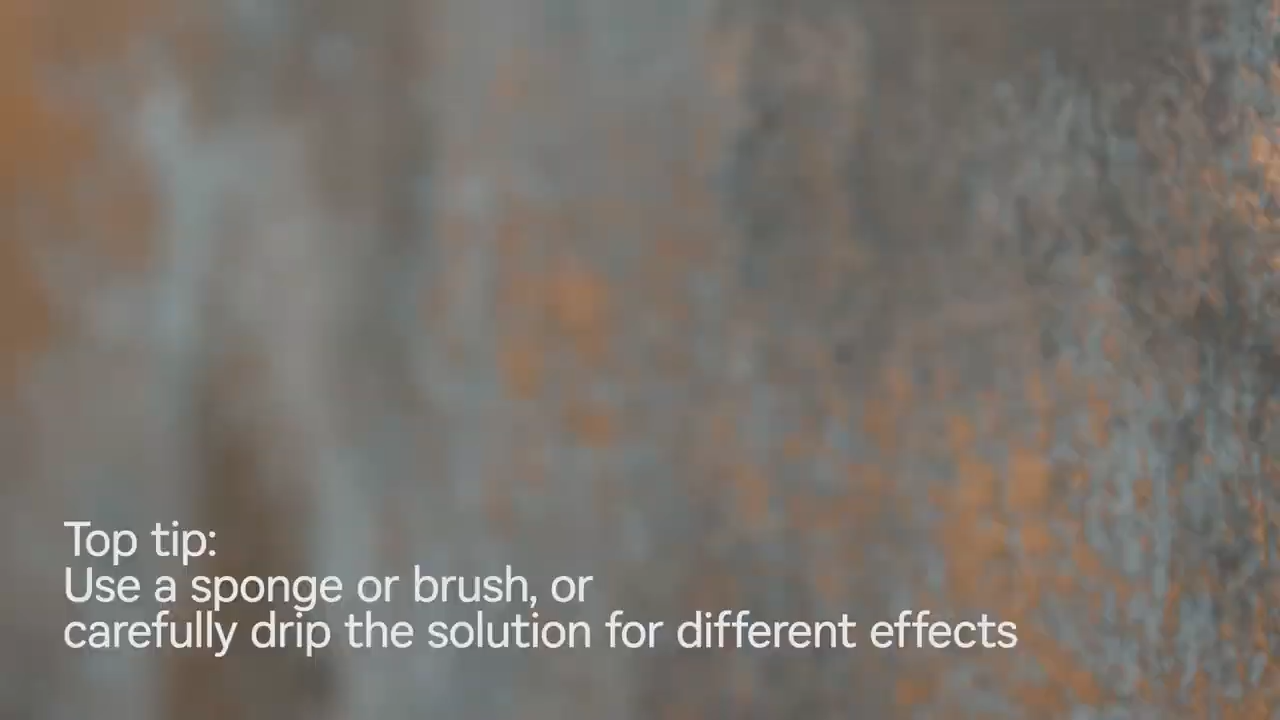 Top tip:
Use a sponge or brush, or
carefully drip the solution for different effects